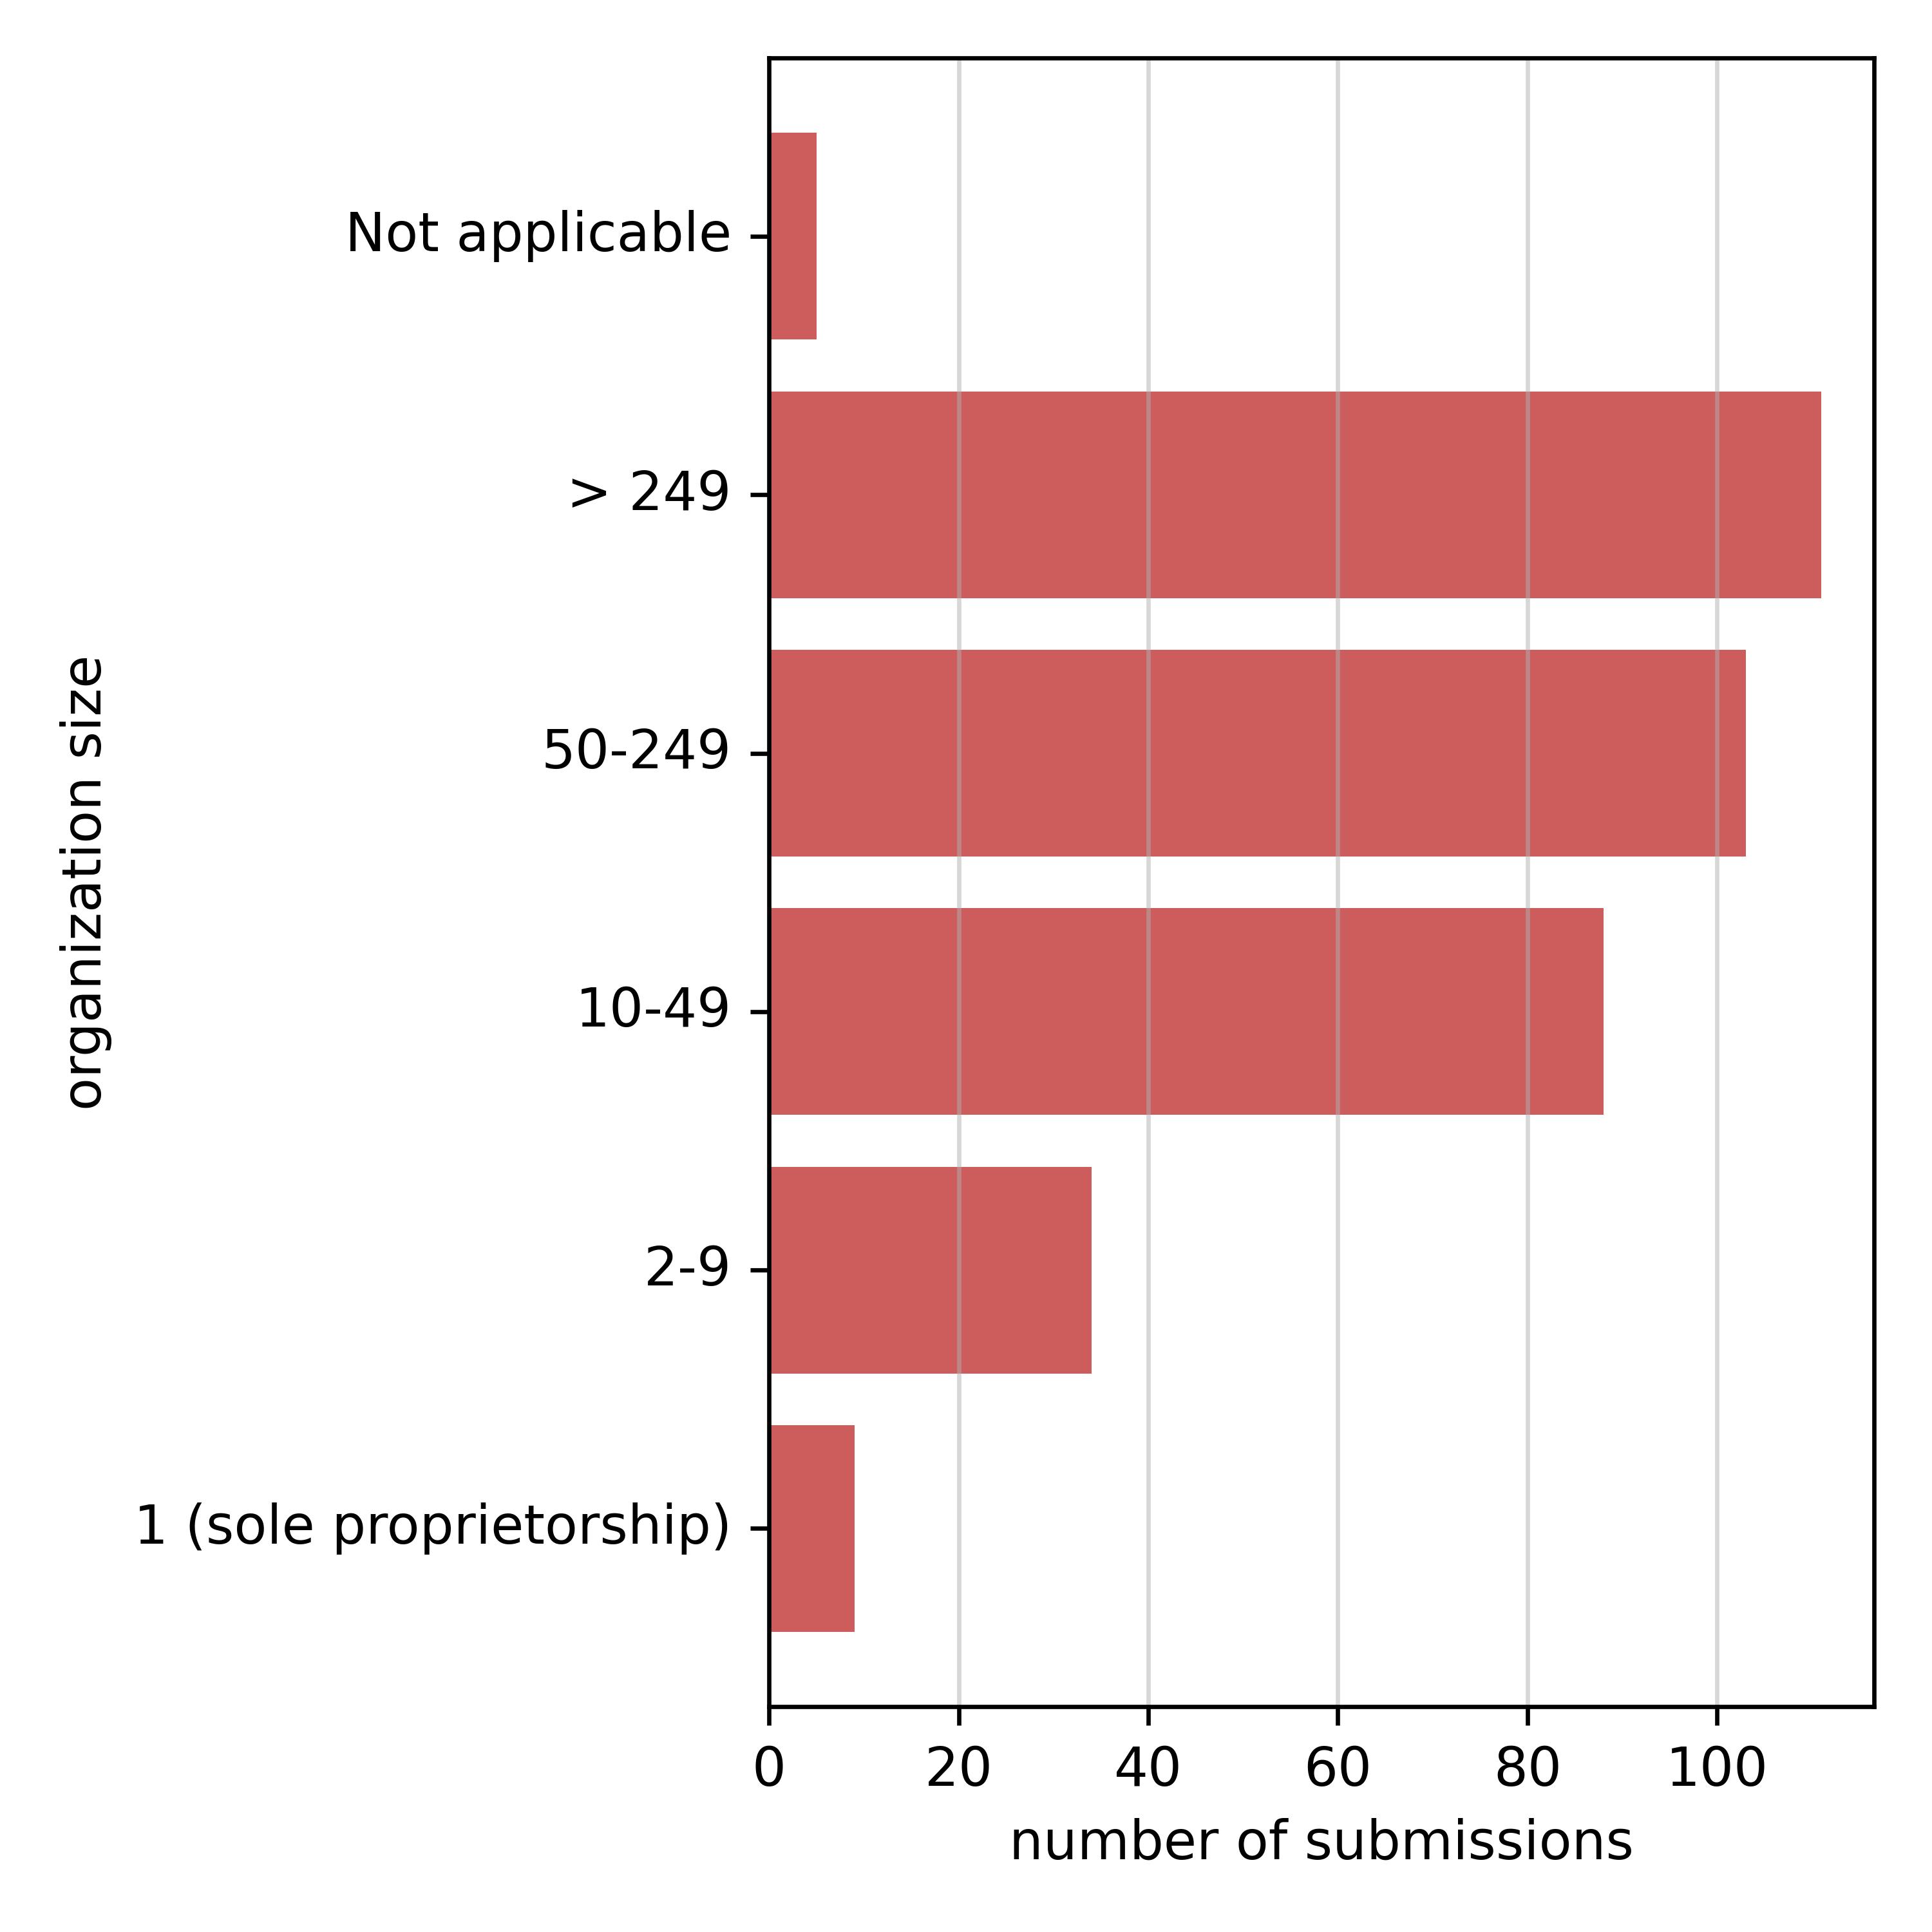 Not applicable
> 249
50-249
10-49
2-9
1 (sole proprietorship)
organization size
0 20 40 60 80 100
number of submissions